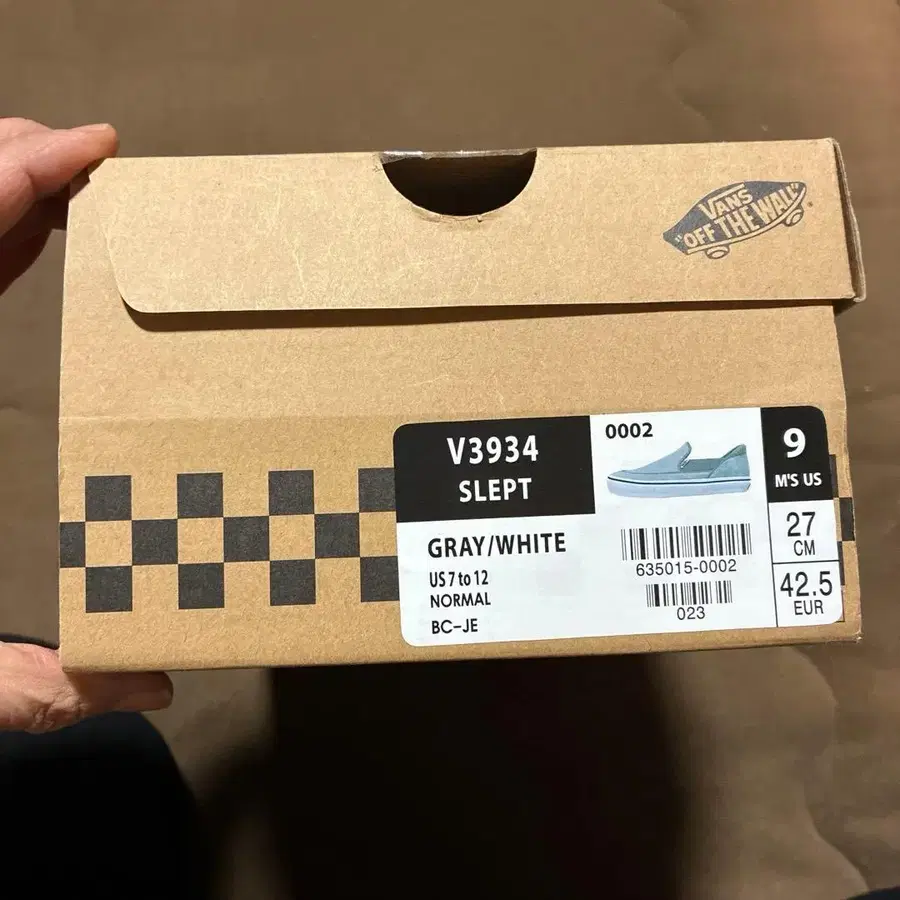 VANS
"OFF THE WALL"
V3934
SLEPT
0002
9
M'S US
GRAY/WHITE
US 7 to 12
NORMAL
BC-JE
635015-0002
023
27
CM
42.5
EUR